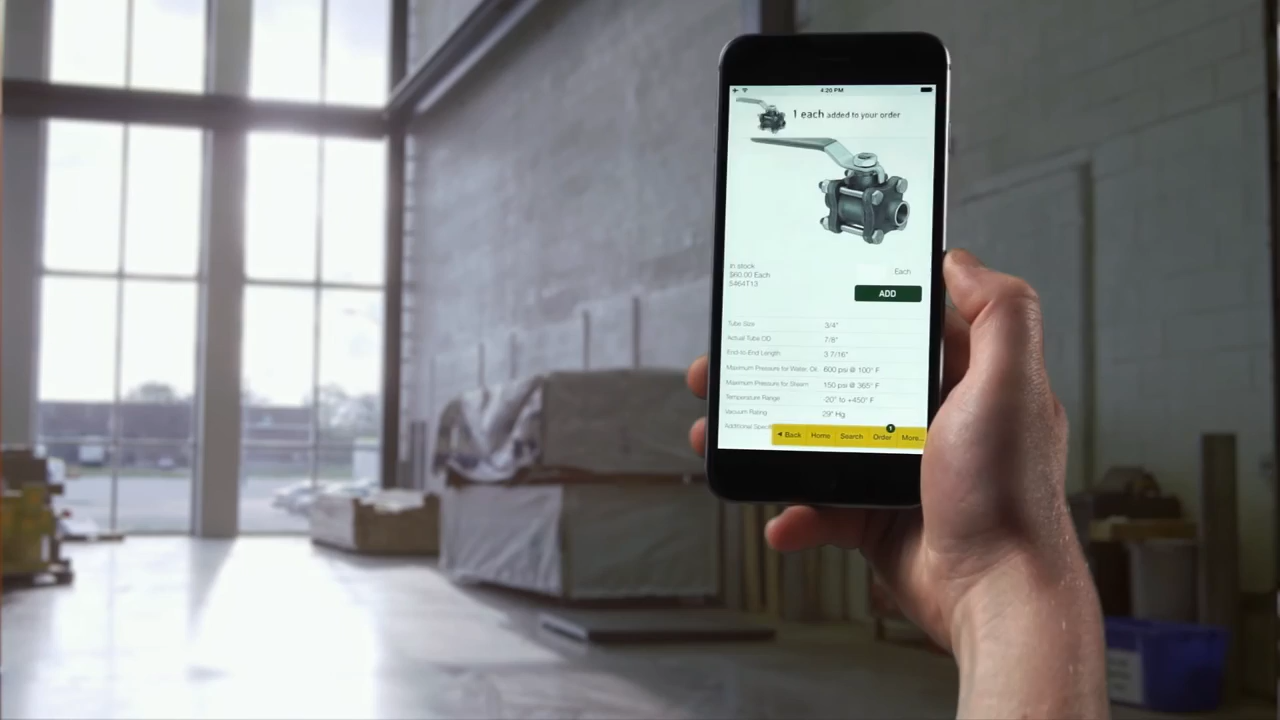 4:20 PM
1 each added to your order
In stock
$60.00 Each
5464T13
Each
ADD
Tube Size 3/4"
Actual Tube OD 7/8"
End-to-End Length 3 7/16"
Maximum Pressure for Water, Oil 600 psi @ 100° F
Maximum Pressure for Steam 150 psi @ 365° F
Temperature Range -20° to +450° F
Vacuum Rating 29" Hg
Additional Specifi
Back Home Search Order 1 More...